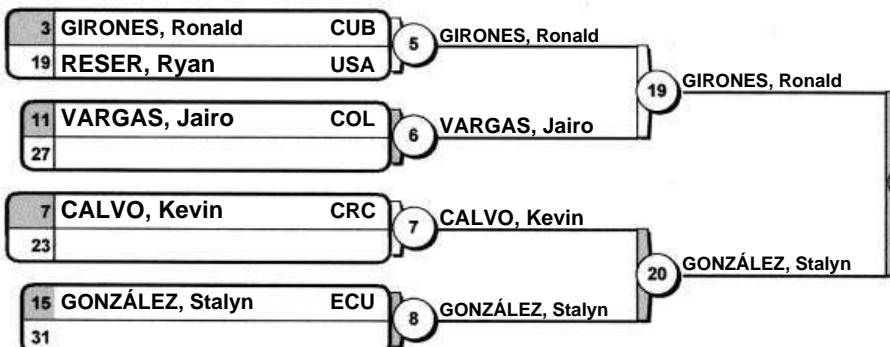 3 GIRONES, Ronald CUB
19 RESER, Ryan USA
5
GIRONES, Ronald
11 VARGAS, Jairo COL
27
6
VARGAS, Jairo
19
GIRONES, Ronald
7 CALVO, Kevin CRC
23
7
CALVO, Kevin
15 GONZÁLEZ, Stalyn ECU
31
8
GONZÁLEZ, Stalyn
20
GONZÁLEZ, Stalyn